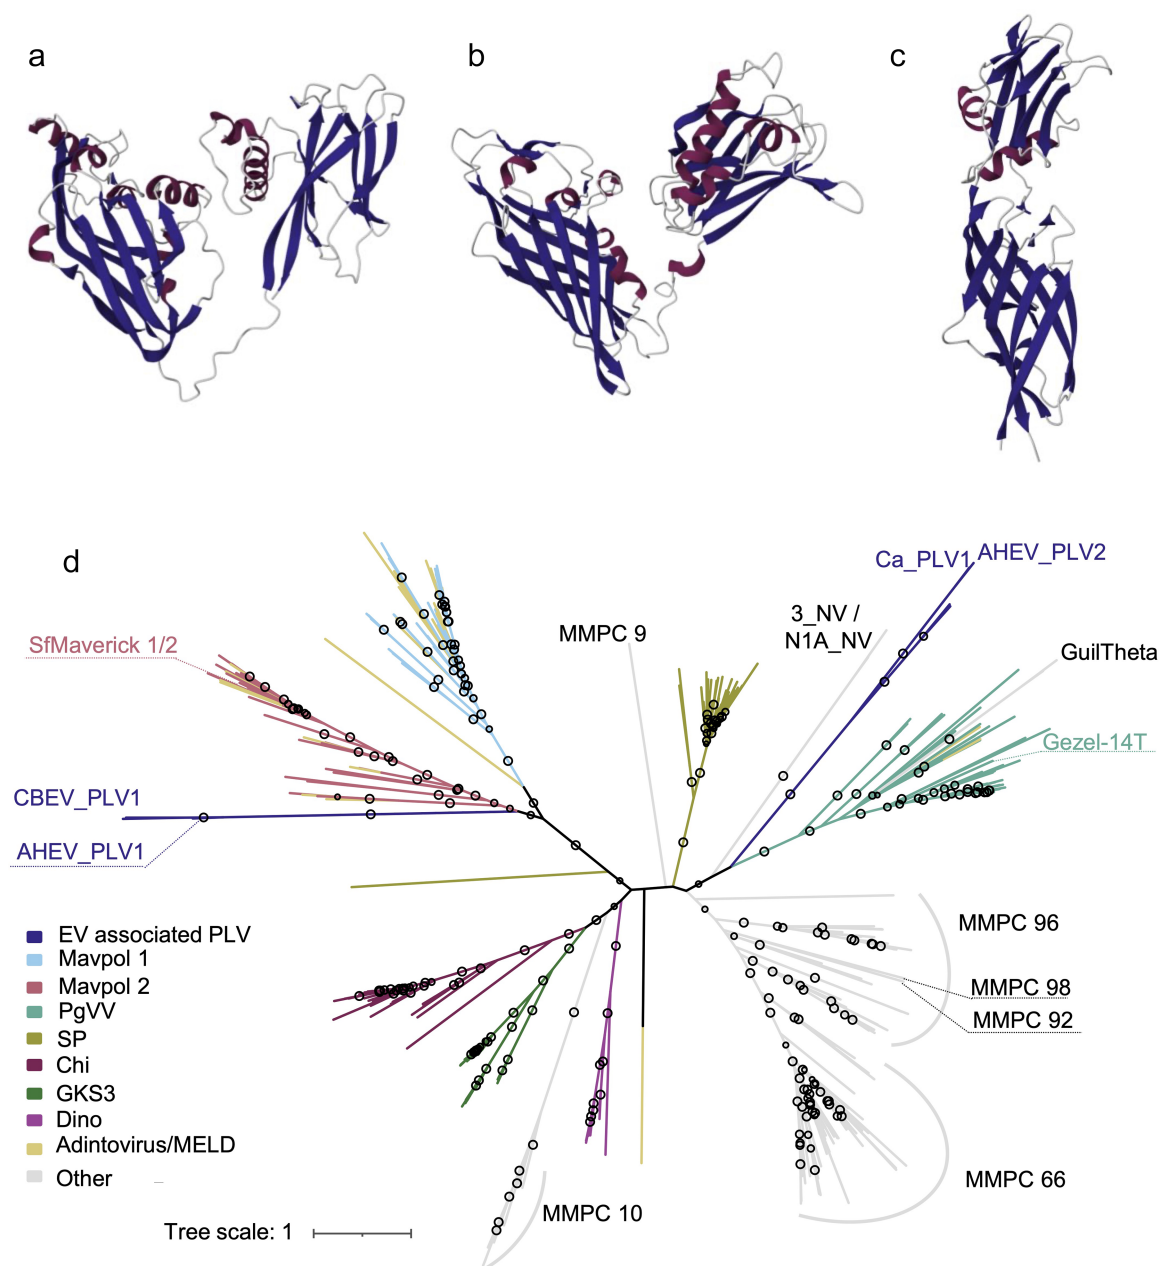 a
b
c
d
Ca_PLV1
AHEV_PLV2
3_NV /
N1A_NV
MMPC 9
SfMaverick 1/2
GuilTheta
Gezel-14T
CBEV_PLV1
AHEV_PLV1
EV associated PLV
Mavpol 1
Mavpol 2
PgVV
SP
Chi
GKS3
Dino
Adintovirus/MELD
Other
MMPC 96
MMPC 98
MMPC 92
MMPC 66
MMPC 10
Tree scale: 1